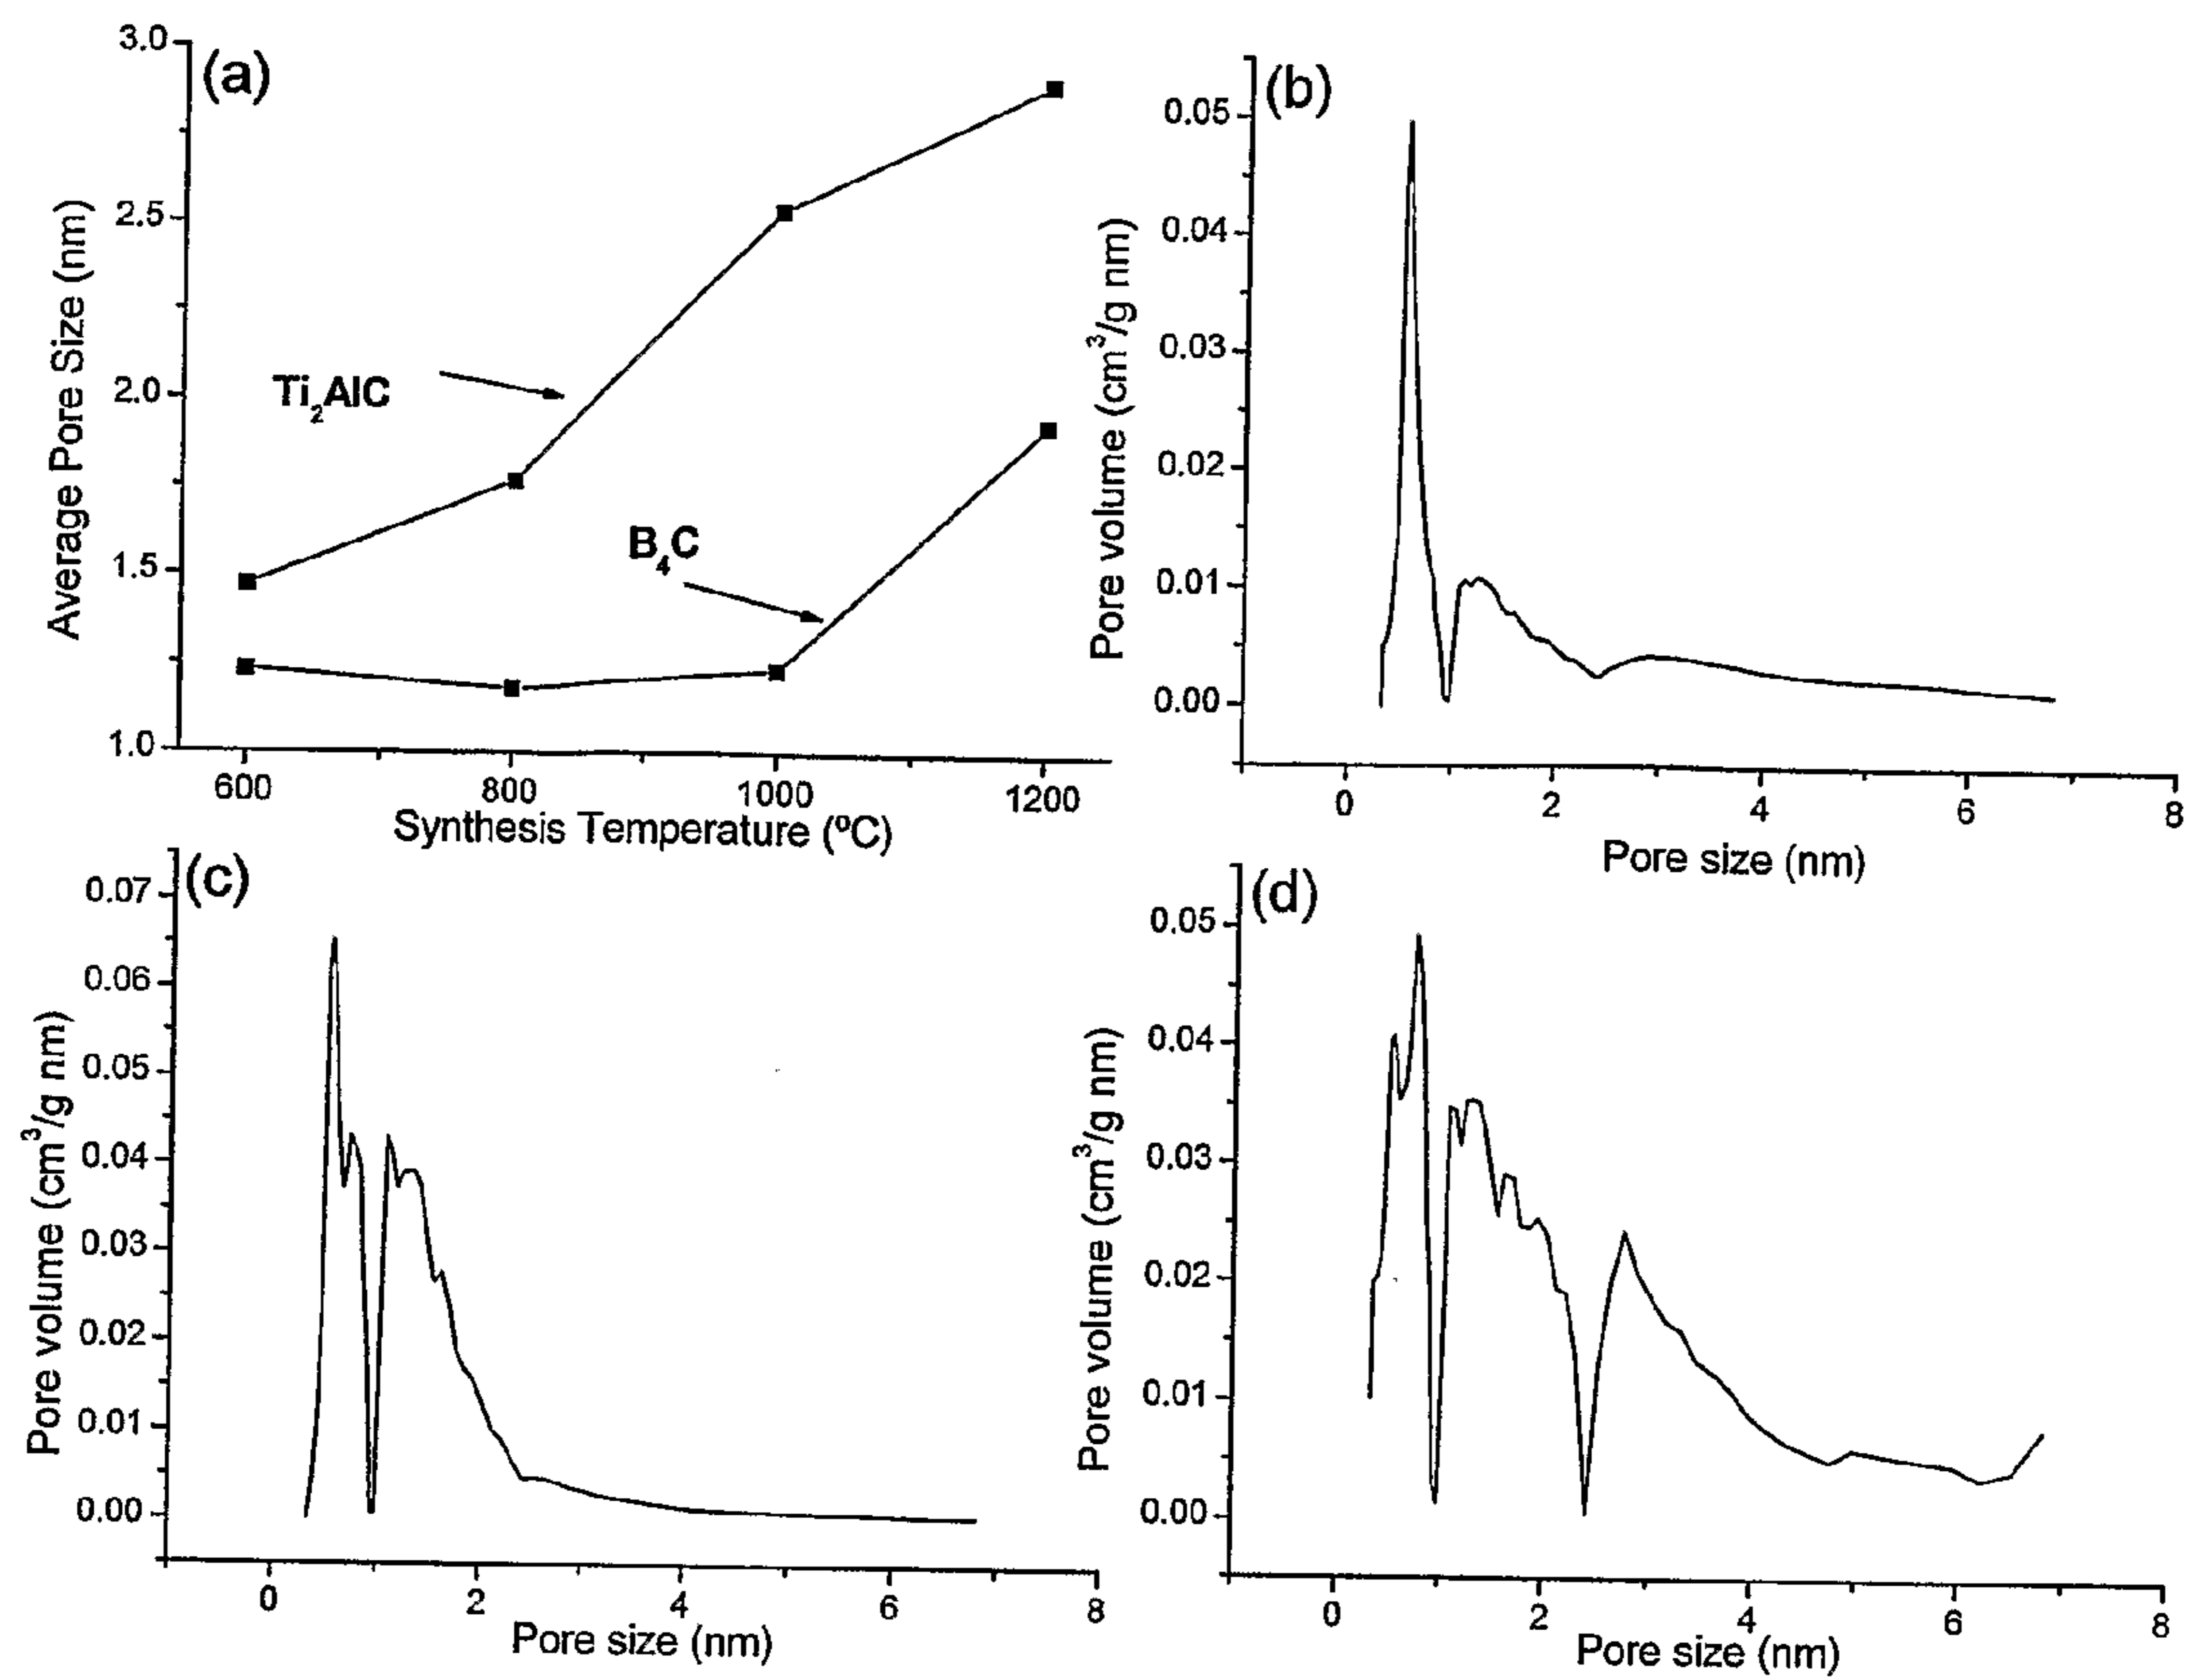 (a)
3.0
2.5
2.0
1.5
1.0
Average Pore Size (nm)
Ti₂AlC
B₄C
600 800 1000 1200
Synthesis Temperature (ºC)
(b)
0.05
0.04
0.03
0.02
0.01
0.00
Pore volume (cm³/g nm)
0 2 4 6 8
Pore size (nm)
(c)
0.07
0.06
0.05
0.04
0.03
0.02
0.01
0.00
Pore volume (cm³/g nm)
0 2 4 6 8
Pore size (nm)
(d)
0.05
0.04
0.03
0.02
0.01
0.00
Pore volume (cm³/g nm)
0 2 4 6 8
Pore size (nm)